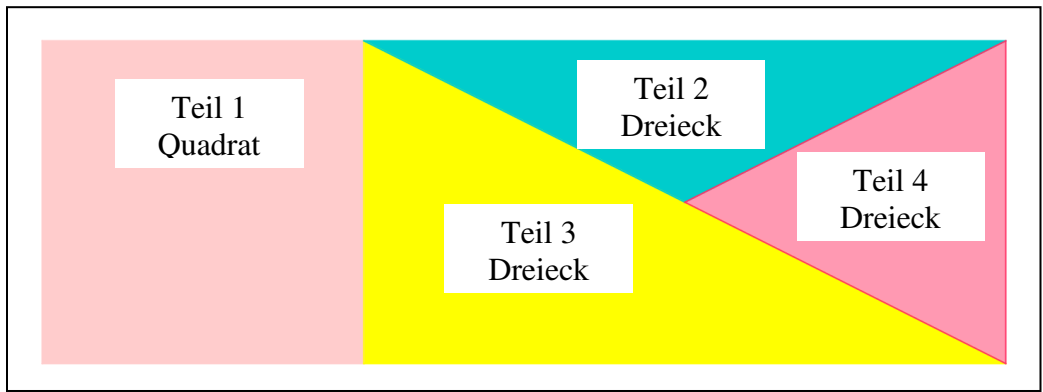 Teil 1
Quadrat
Teil 2
Dreieck
Teil 3
Dreieck
Teil 4
Dreieck